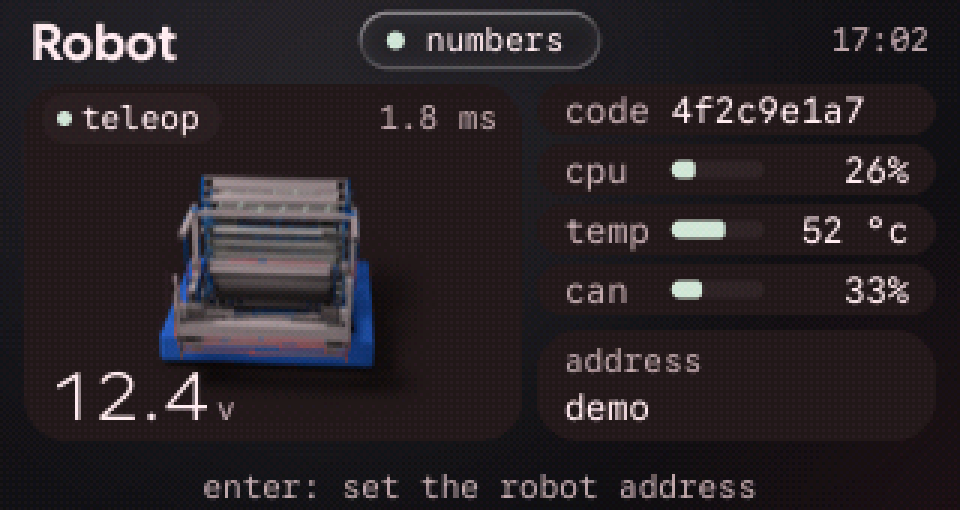 Robot
numbers
17:02
teleop
1.8 ms
12.4 v
code 4f2c9e1a7
cpu 26%
temp 52 °c
can 33%
address
demo
enter: set the robot address